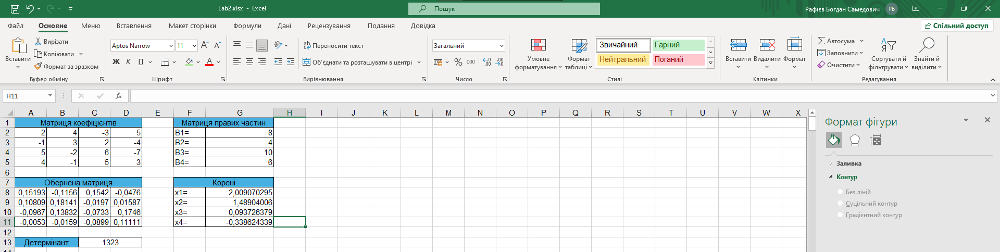 Lab2.xlsx - Excel
Пошук
Рафієв Богдан Самедович РБ
Файл Основне Меню Вставлення Макет сторінки Формули Дані Рецензування Подання Довідка Спільний доступ
Вставити
Вирізати
Копіювати
Формат за зразком
Буфер обміну
Aptos Narrow 11 A A
Ж К П A
Шрифт
ab Переносити текст
Об'єднати та розташувати в центрі
Вирівнювання
Загальний
% 000
Число
Умовне форматування
Формат таблиці
Звичайний Гарний
Нейтральний Поганий
Стилі
Вставити Видалити Формат
Клітинки
Автосума
Заповнити
Очистити
Сортувати й фільтрувати
Знайти й виділити
Редагування
H11 fx
A B C D E F G H I J K L M N O P Q R S T U V W X
1 Матриця коефіцієнтів Матриця правих частин
2 2 4 -3 5 B1= 8
3 -1 3 2 -4 B2= 4
4 5 -2 6 -7 B3= 10
5 4 -1 5 3 B4= 6
6
7 Обернена матриця Корені
8 0,15193 -0,1156 0,1542 -0,0476 x1= 2,009070295
9 0,10809 0,18141 -0,0197 0,01587 x2= 1,48904006
10 -0,0967 0,13832 -0,0733 0,1746 x3= 0,093726379
11 -0,0053 -0,0159 -0,0899 0,11111 x4= -0,338624339
12
13 Детермінант 1323
Формат фігури
Заливка
Контур
Без ліній
Суцільний контур
Градієнтний контур